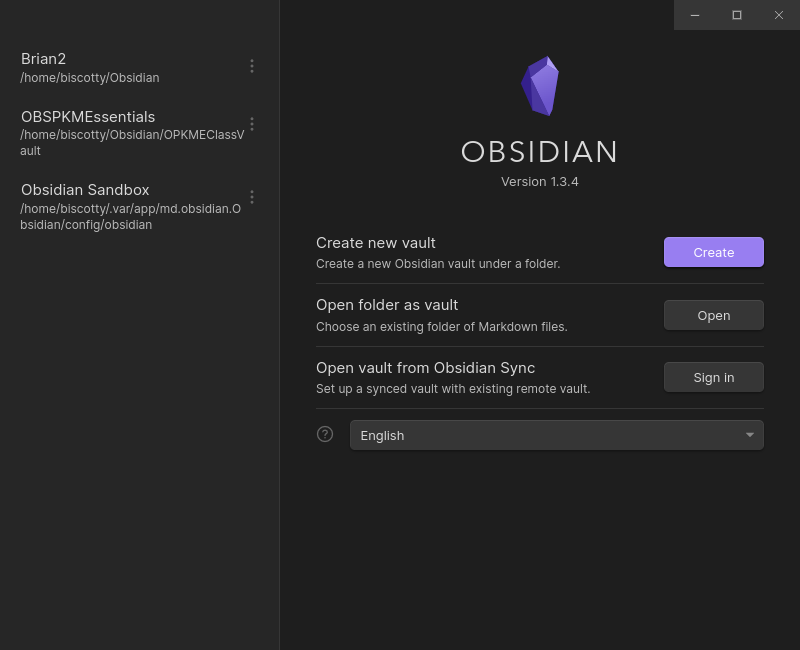 Brian2
/home/biscotty/Obsidian
OBSPKMEssentials
/home/biscotty/Obsidian/OPKMEClassV
ault
Obsidian Sandbox
/home/biscotty/.var/app/md.obsidian.O
bsidian/config/obsidian
OBSIDIAN
Version 1.3.4
Create new vault
Create a new Obsidian vault under a folder.
Create
Open folder as vault
Choose an existing folder of Markdown files.
Open
Open vault from Obsidian Sync
Set up a synced vault with existing remote vault.
Sign in
English